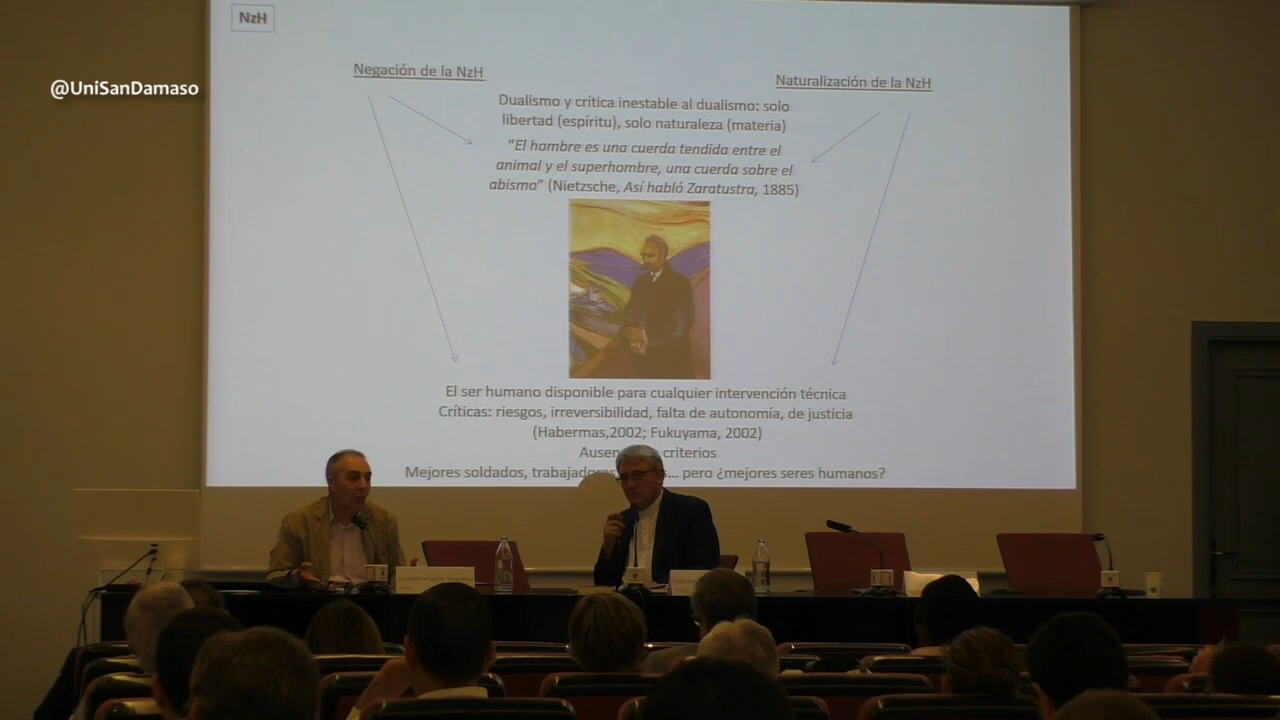 NzH
@UniSanDamaso
Negación de la NzH
Naturalización de la NzH
Dualismo y crítica inestable al dualismo: solo
libertad (espíritu), solo naturaleza (materia)
"El hombre es una cuerda tendida entre el
animal y el superhombre, una cuerda sobre el
abismo" (Nietzsche, Así habló Zaratustra, 1885)
El ser humano disponible para cualquier intervención técnica
Críticas: riesgos, irreversibilidad, falta de autonomía, de justicia
(Habermas,2002; Fukuyama, 2002)
criterios
Mejores soldados, pero ¿mejores seres humanos?